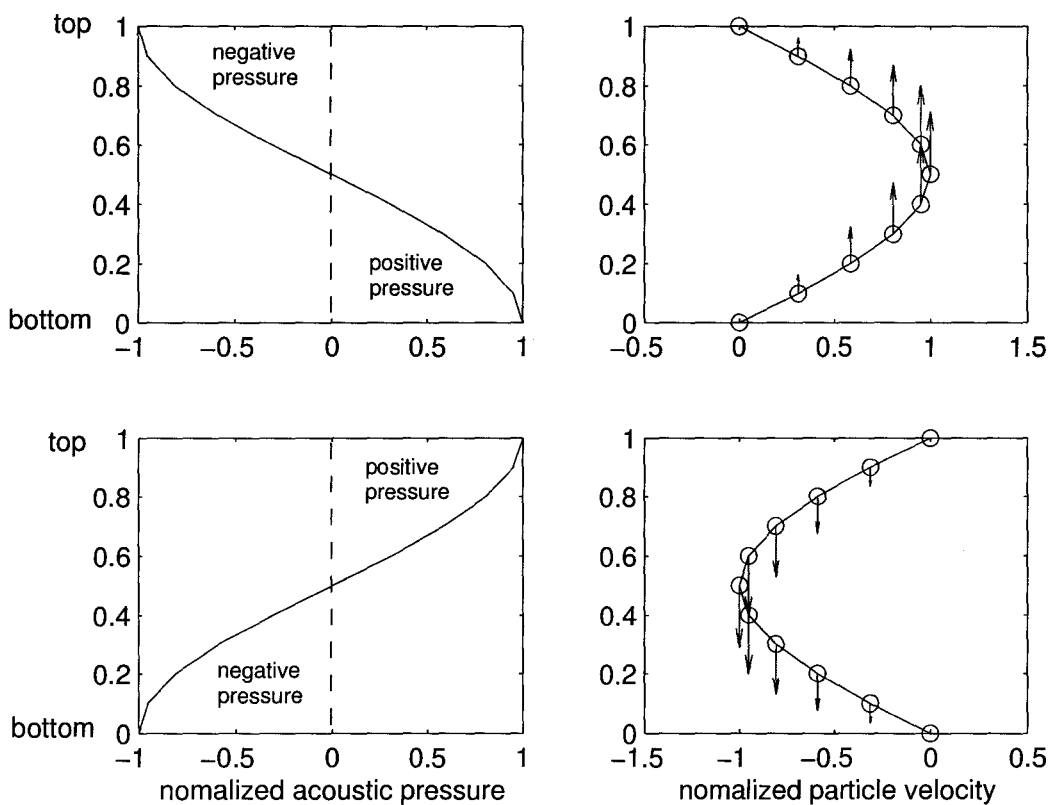 top 1
negative
pressure
0.8
0.6
0.4
positive
pressure
0.2
bottom 0
−1 −0.5 0 0.5 1
1
0.8
0.6
0.4
0.2
0
−0.5 0 0.5 1 1.5
top 1
positive
pressure
0.8
0.6
0.4
negative
pressure
0.2
bottom 0
−1 −0.5 0 0.5 1
nomalized acoustic pressure
1
0.8
0.6
0.4
0.2
0
−1.5 −1 −0.5 0 0.5
nomalized particle velocity